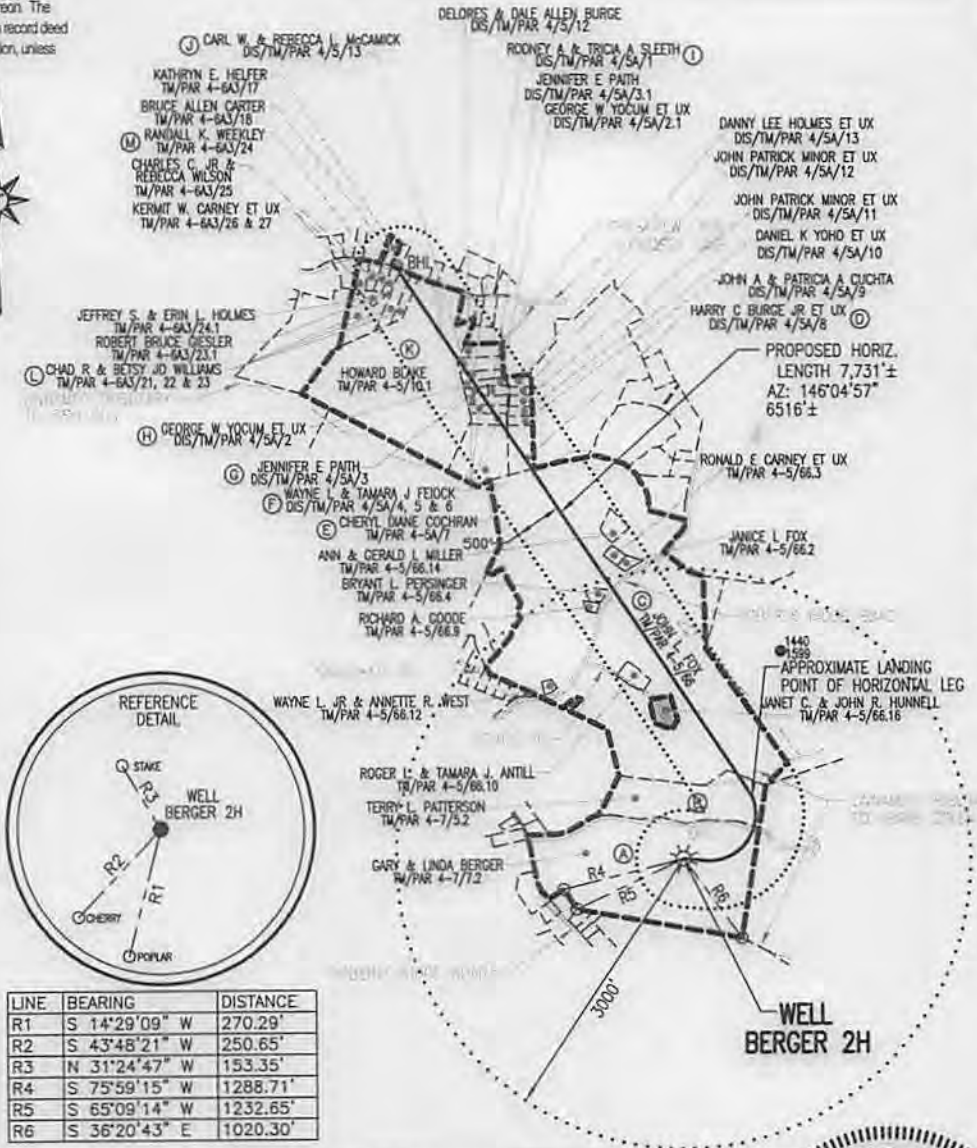 reon. The
record deed
ion, unless
DELORES & DALE ALLEN BURGE
DIS/TM/PAR 4/5/12
Ⓙ CARL W. & REBECCA L. McCAMICK
DIS/TM/PAR 4/5/13
RODNEY A & TRICIA A SLEETH Ⓘ
DIS/TM/PAR 4/5A/1
KATHRYN E. HELFER
TM/PAR 4-6A3/17
JENNIFER E PAITH
DIS/TM/PAR 4/5A/3.1
BRUCE ALLEN CARTER
TM/PAR 4-6A3/18
GEORGE W YOCUM ET UX
DIS/TM/PAR 4/5A/2.1
Ⓜ RANDALL K. WEEKLEY
TM/PAR 4-6A3/24
DANNY LEE HOLMES ET UX
DIS/TM/PAR 4/5A/13
CHARLES C. JR &
REBECCA WILSON
TM/PAR 4-6A3/25
JOHN PATRICK MINOR ET UX
DIS/TM/PAR 4/5A/12
KERMIT W. CARNEY ET UX
TM/PAR 4-6A3/26 & 27
JOHN PATRICK MINOR ET UX
DIS/TM/PAR 4/5A/11
DANIEL K YOHO ET UX
DIS/TM/PAR 4/5A/10
BHL
JOHN A & PATRICIA A CUCHTA
DIS/TM/PAR 4/5A/9
JEFFREY S. & ERIN L. HOLMES
TM/PAR 4-6A3/24.1
HARRY C BURGE JR ET UX
DIS/TM/PAR 4/5A/8 Ⓓ
ROBERT BRUCE GIESLER
TM/PAR 4-6A3/23.1
Ⓛ CHAD R & BETSY JO WILLIAMS
TM/PAR 4-6A3/21, 22 & 23
Ⓚ
HOWARD BLAKE
TM/PAR 4-5/10.1
PROPOSED HORIZ.
LENGTH 7,731'±
AZ: 146°04'57"
6516'±
Ⓗ GEORGE W YOCUM ET UX
DIS/TM/PAR 4/5A/2
RONALD E CARNEY ET UX
TM/PAR 4-5/66.3
Ⓖ JENNIFER E PAITH
DIS/TM/PAR 4/5A/3
Ⓕ WAYNE L & TAMARA J FEIOCK
DIS/TM/PAR 4/5A/4, 5 & 6
Ⓔ CHERYL DIANE COCHRAN
TM/PAR 4-5A/7
500'
JANICE L FOX
TM/PAR 4-5/66.2
ANN & GERALD L MILLER
TM/PAR 4-5/66.14
BRYANT L. PERSINGER
TM/PAR 4-5/66.4
RICHARD A. GOODE
TM/PAR 4-5/66.9
Ⓒ JOHN L FOX
TM/PAR 4-5/66
1440
1599
APPROXIMATE LANDING
POINT OF HORIZONTAL LEG
JANET C. & JOHN R. HUNNELL
TM/PAR 4-5/66.16
WAYNE L. JR & ANNETTE R. WEST
TM/PAR 4-5/66.12
ROGER L. & TAMARA J. ANTILL
TM/PAR 4-5/66.10
TERRY L. PATTERSON
TM/PAR 4-7/5.2
Ⓑ
Ⓐ
GARY & LINDA BERGER
TM/PAR 4-7/7.2
R4
R5
R6
3000'
WELL
BERGER 2H
REFERENCE
DETAIL
STAKE
R3
WELL
BERGER 2H
R2
R1
CHERRY
POPLAR
LINE BEARING DISTANCE
R1 S 14°29'09" W 270.29'
R2 S 43°48'21" W 250.65'
R3 N 31°24'47" W 153.35'
R4 S 75°59'15" W 1288.71'
R5 S 65°09'14" W 1232.65'
R6 S 36°20'43" E 1020.30'